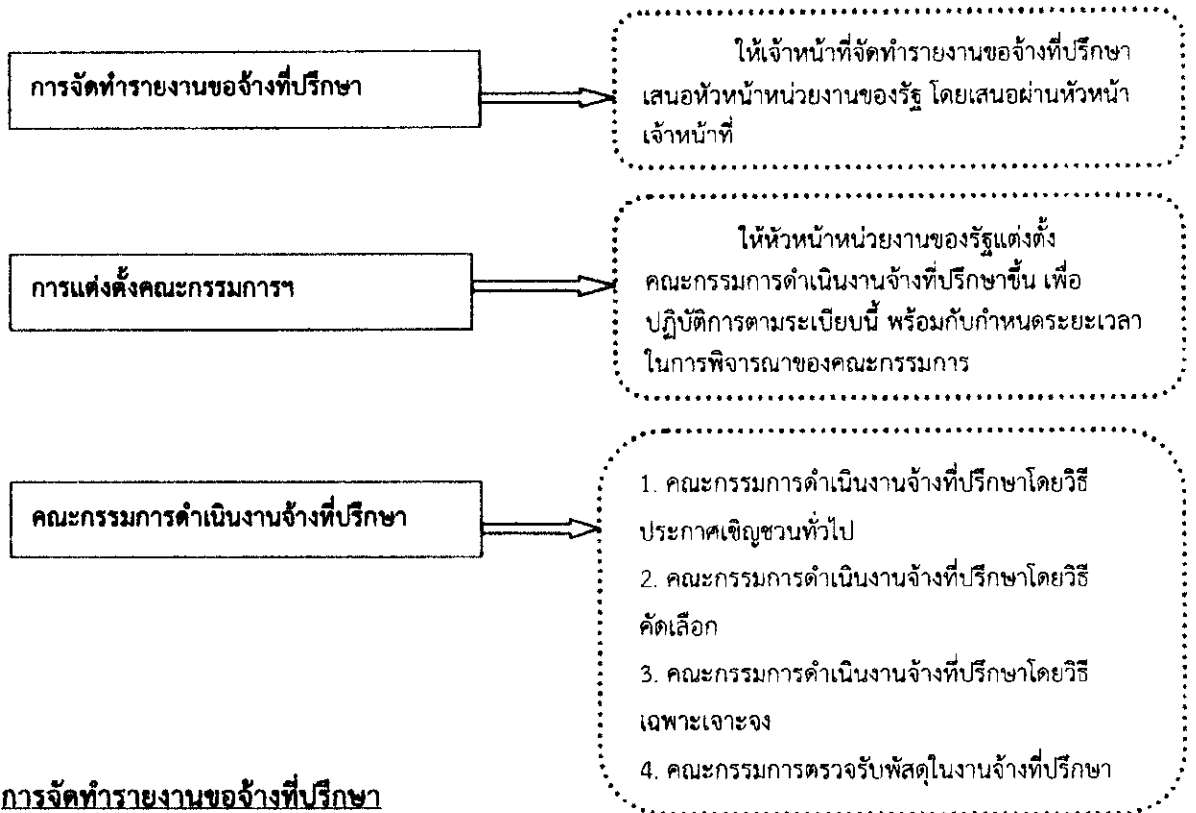 การจัดทำรายงานขอจ้างที่ปรึกษา
ให้เจ้าหน้าที่จัดทำรายงานขอจ้างที่ปรึกษา
เสนอหัวหน้าหน่วยงานของรัฐ โดยเสนอผ่านหัวหน้า
เจ้าหน้าที่
การแต่งตั้งคณะกรรมการฯ
ให้หัวหน้าหน่วยงานของรัฐแต่งตั้ง
คณะกรรมการดำเนินงานจ้างที่ปรึกษาขึ้น เพื่อ
ปฏิบัติการตามระเบียบนี้ พร้อมกับกำหนดระยะเวลา
ในการพิจารณาของคณะกรรมการ
คณะกรรมการดำเนินงานจ้างที่ปรึกษา
1. คณะกรรมการดำเนินงานจ้างที่ปรึกษาโดยวิธี
ประกาศเชิญชวนทั่วไป
2. คณะกรรมการดำเนินงานจ้างที่ปรึกษาโดยวิธี
คัดเลือก
3. คณะกรรมการดำเนินงานจ้างที่ปรึกษาโดยวิธี
เฉพาะเจาะจง
4. คณะกรรมการตรวจรับพัสดุในงานจ้างที่ปรึกษา
การจัดทำรายงานขอจ้างที่ปรึกษา